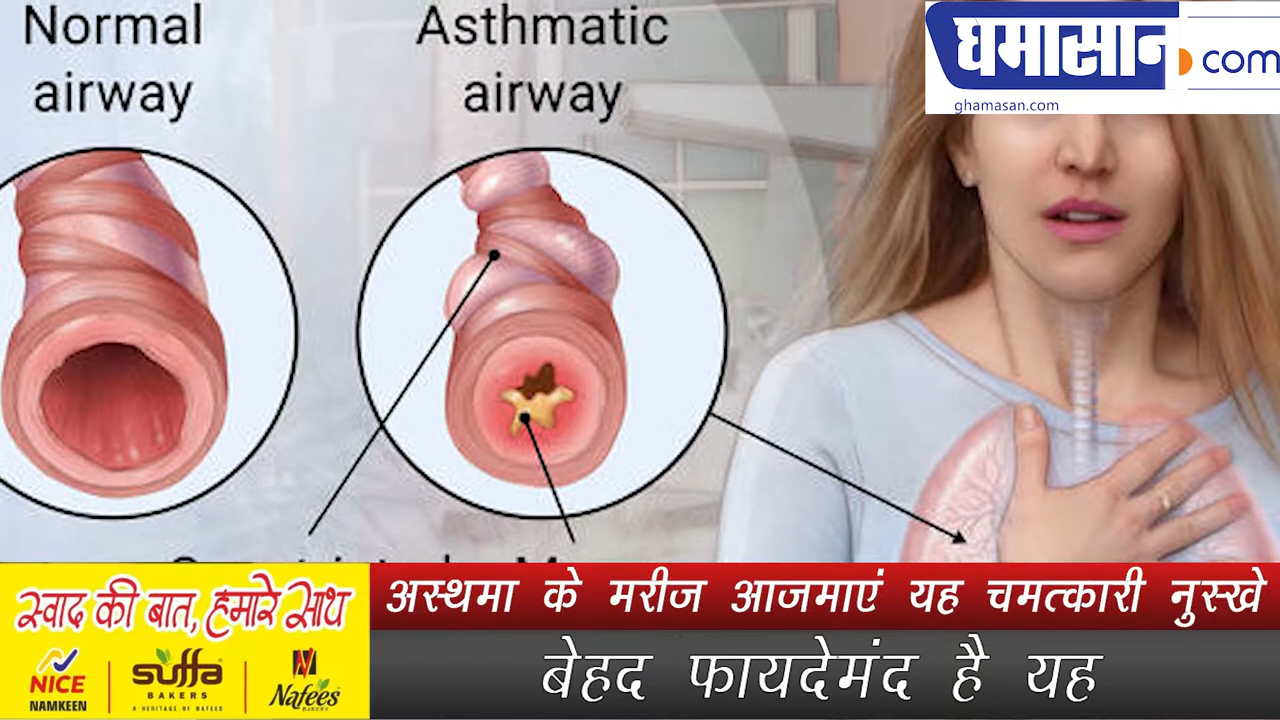 Normal
airway
Asthmatic
airway
घमासान com
ghamasan.com
स्वाद की बात, हमारे साथ
NICE
NAMKEEN
Suffa
BAKERS
A HERITAGE OF NAFEES
Nafees
BAKERS
अस्थमा के मरीज आजमाएं यह चमत्कारी नुस्खे
बेहद फायदेमंद है यह